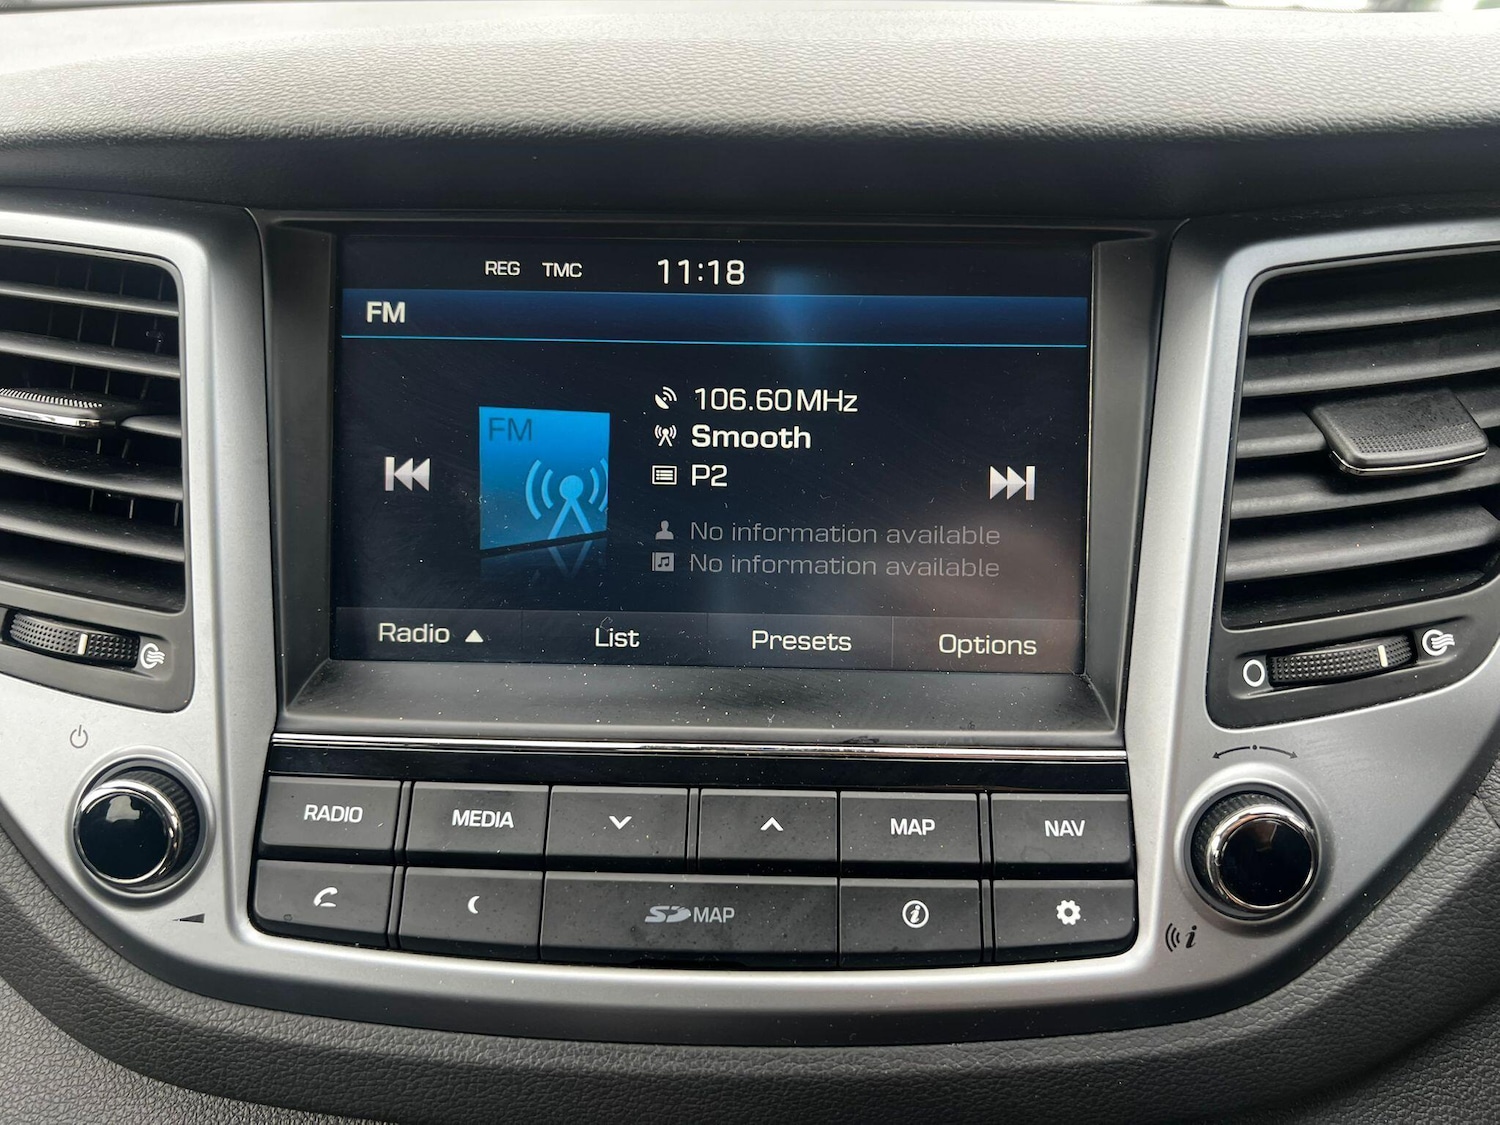 REG TMC 11:18
FM
FM
106.60MHz
Smooth
P2
No information available
No information available
Radio List Presets Options
RADIO MEDIA MAP NAV
SD MAP